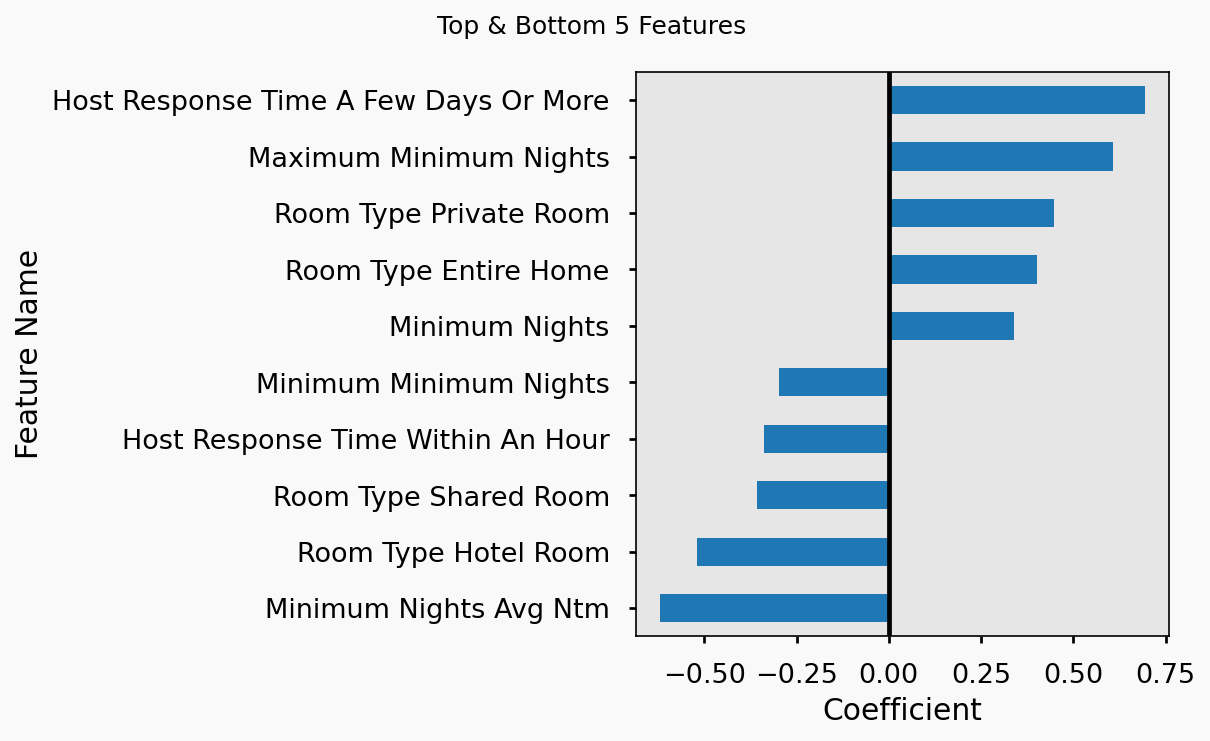 Top & Bottom 5 Features
Feature Name
Host Response Time A Few Days Or More
Maximum Minimum Nights
Room Type Private Room
Room Type Entire Home
Minimum Nights
Minimum Minimum Nights
Host Response Time Within An Hour
Room Type Shared Room
Room Type Hotel Room
Minimum Nights Avg Ntm
−0.50 −0.25 0.00 0.25 0.50 0.75
Coefficient